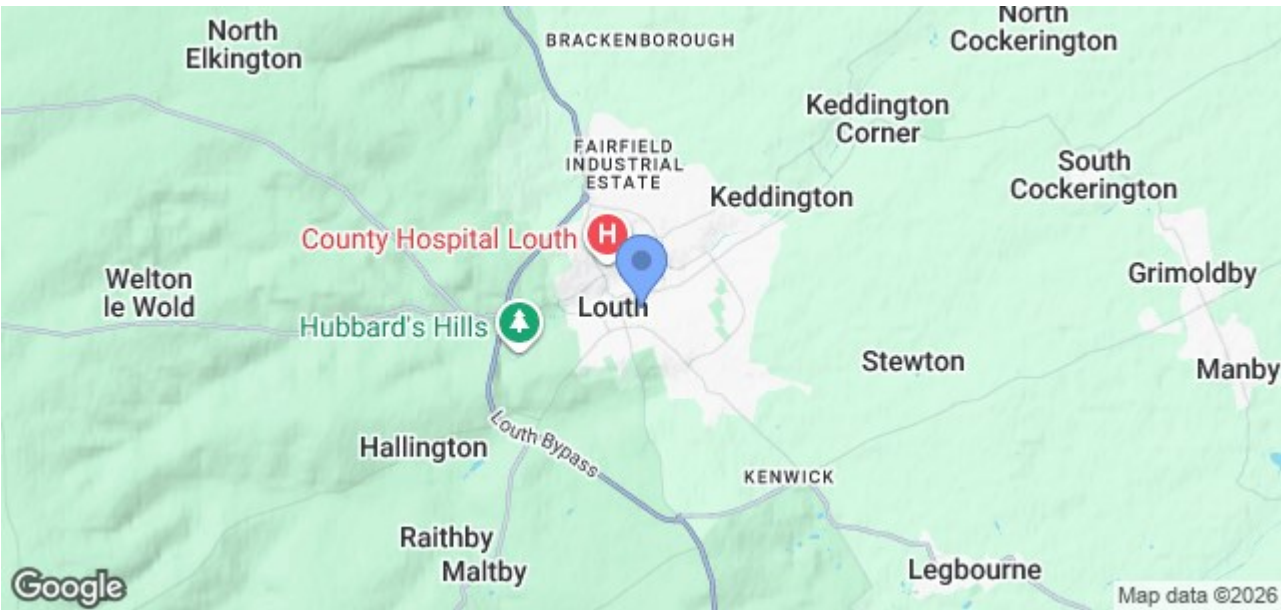 North
Elkington
BRACKENBOROUGH
North
Cockerington
Keddington
Corner
FAIRFIELD
INDUSTRIAL
ESTATE
South
Cockerington
Keddington
County Hospital Louth
H
Welton
le Wold
Grimoldby
Louth
Hubbard's Hills
Stewton
Manby
Hallington
Louth Bypass
KENWICK
Raithby
Maltby
Legbourne
Google
Map data ©2026